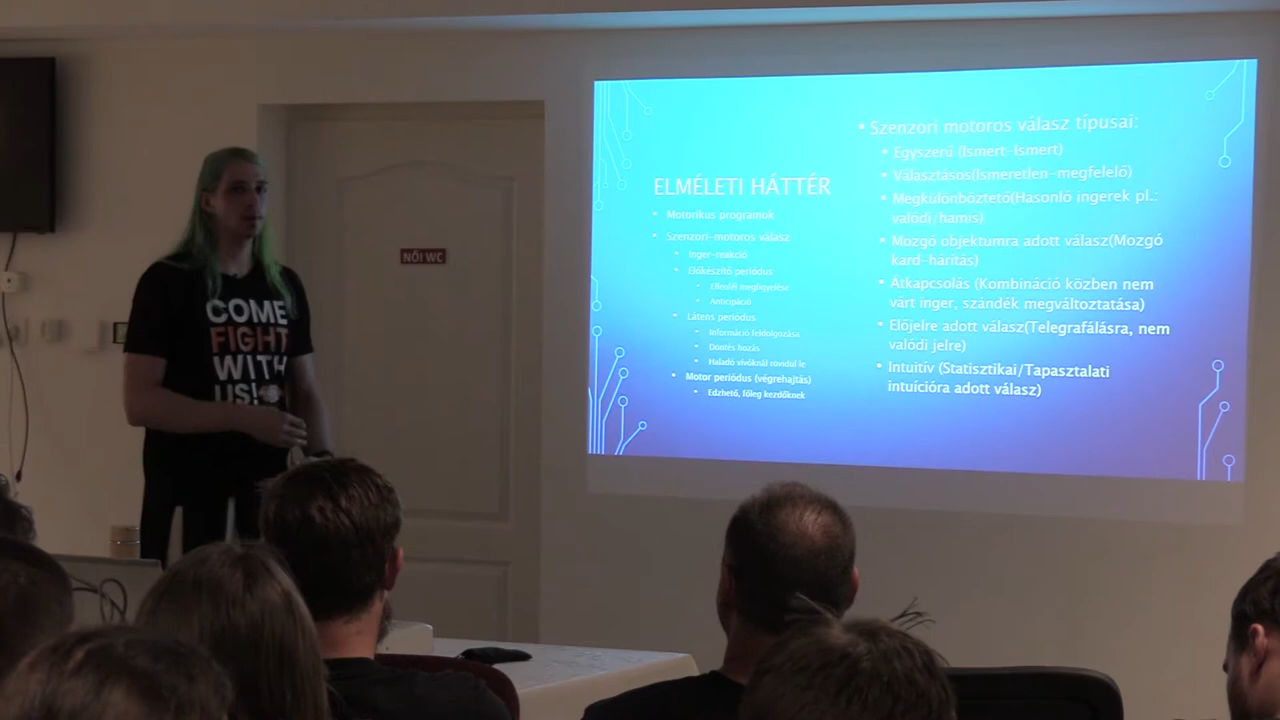 NŐI WC
COME
FIGHT
WITH
US!
ELMÉLETI HÁTTÉR
Motorikus programok
Szenzori-motoros válasz
Inger-reakció
Előkészítő periódus
Ellenfél megfigyelése
Anticipáció
Látens periódus
Információ feldolgozása
Döntés hozás
Haladó vívóknál rövidül le
Motor periódus (végrehajtás)
Edzhető, főleg kezdőknek
Szenzori motoros válasz típusai:
Egyszerű (Ismert-Ismert)
Választásos(Ismeretlen-megfelelő)
Megkülönböztető(Hasonló ingerek pl.:
valódi/hamis)
Mozgó objektumra adott válasz(Mozgó
kard-hárítás)
Átkapcsolás (Kombináció közben nem
várt inger, szándék megváltoztatása)
Előjelre adott válasz(Telegrafálásra, nem
valódi jelre)
Intuitív (Statisztikai/Tapasztalati
intuícióra adott válasz)